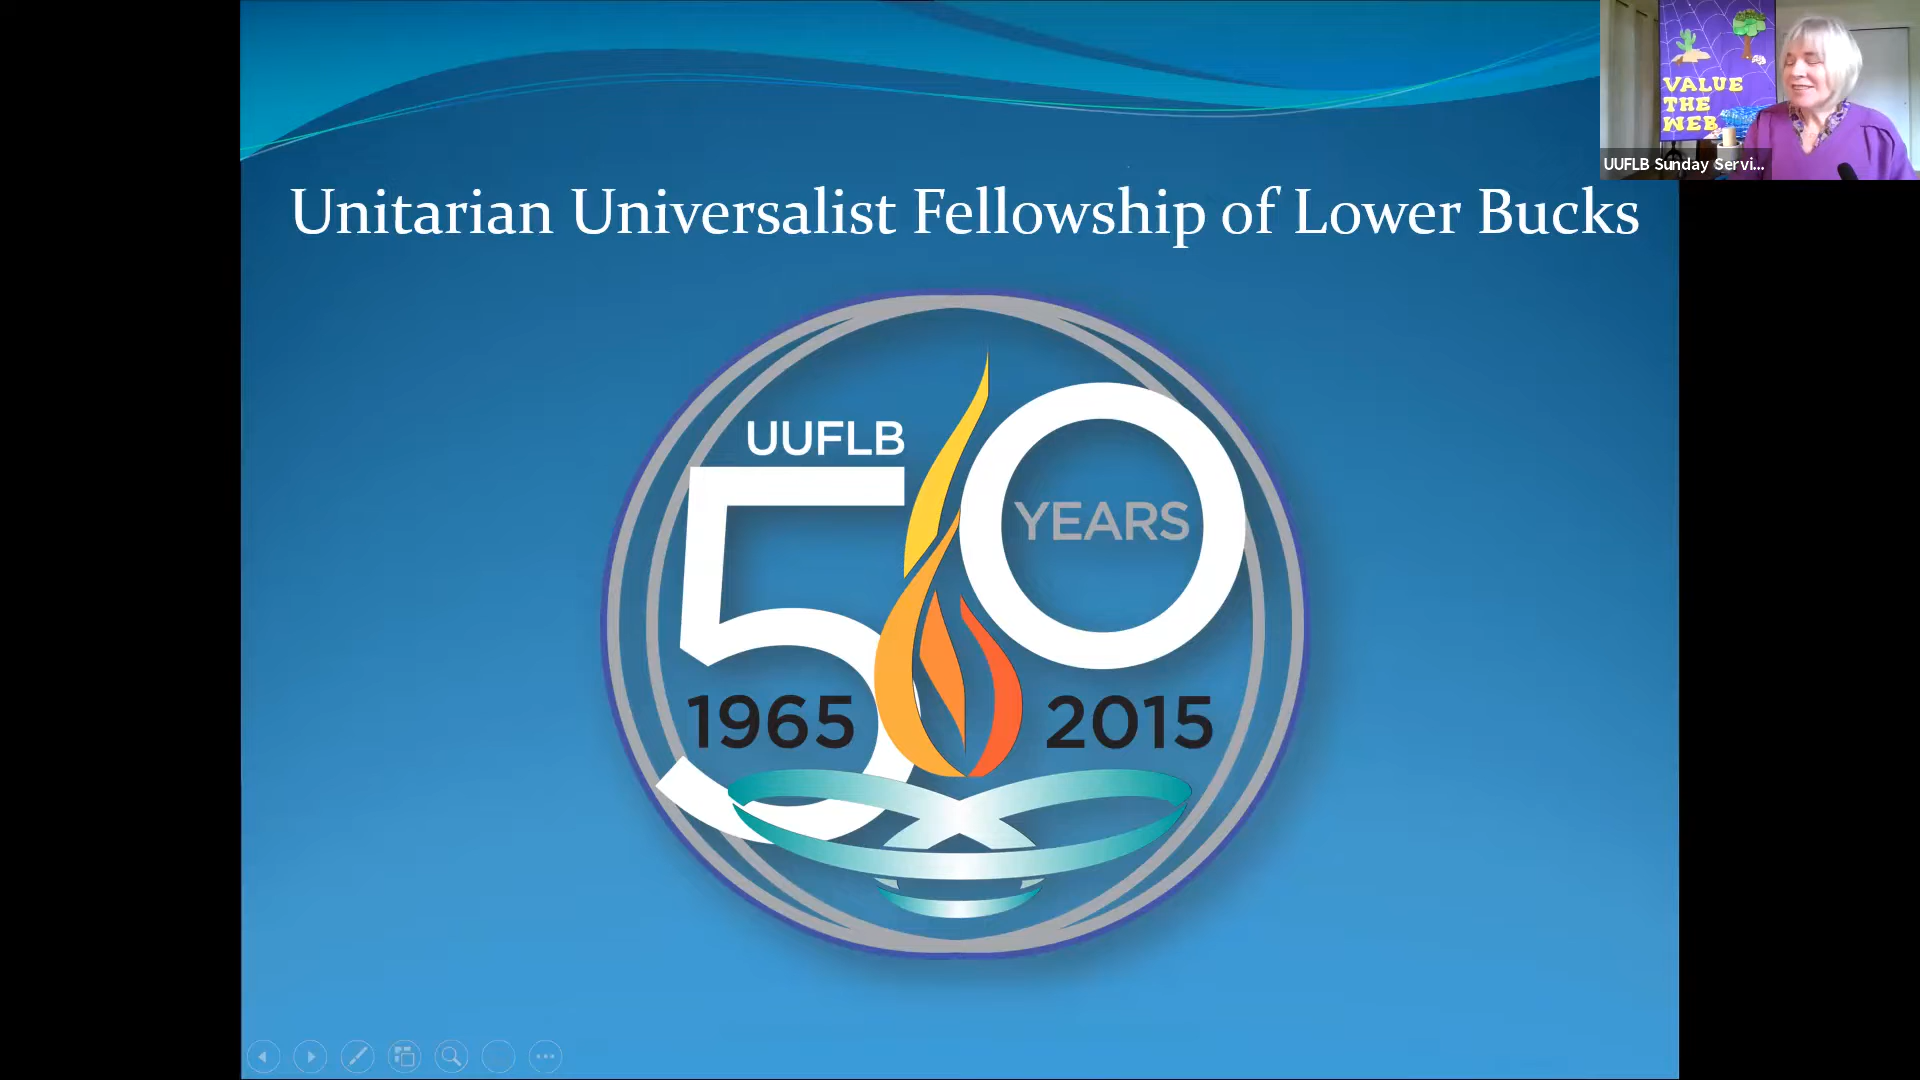 Unitarian Universalist Fellowship of Lower Bucks
UUFLB
50
YEARS
1965 2015
VALUE
THE
WEB
UUFLB Sunday Servi...